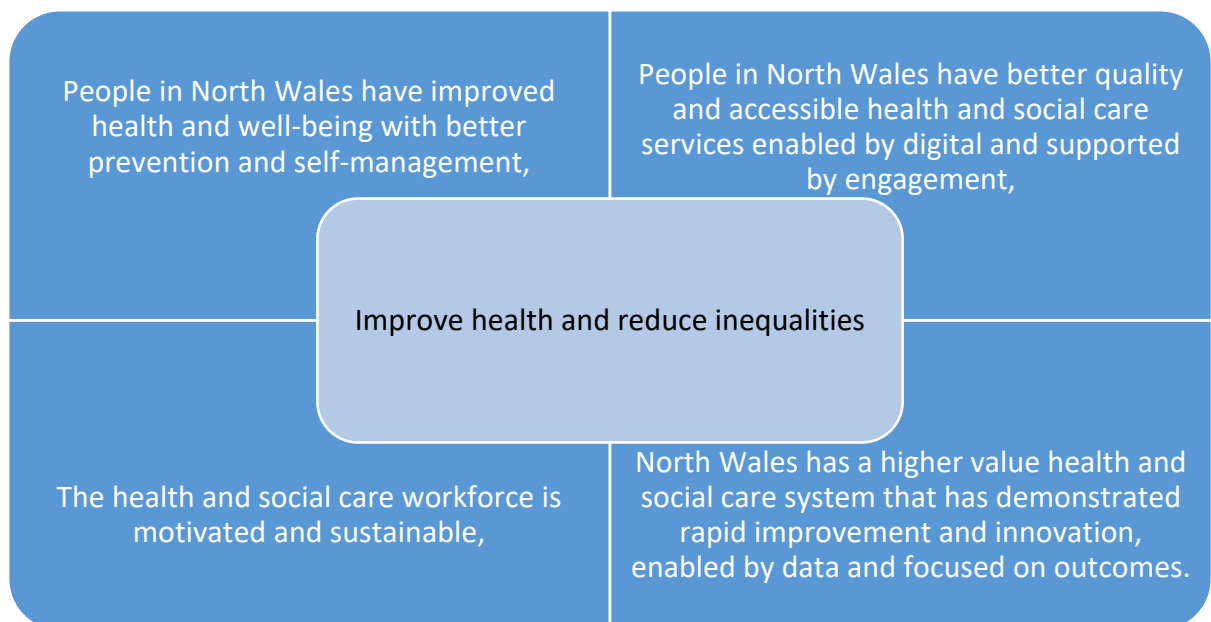 People in North Wales have improved
health and well-being with better
prevention and self-management,
People in North Wales have better quality
and accessible health and social care
services enabled by digital and supported
by engagement,
Improve health and reduce inequalities
The health and social care workforce is
motivated and sustainable,
North Wales has a higher value health and
social care system that has demonstrated
rapid improvement and innovation,
enabled by data and focused on outcomes.